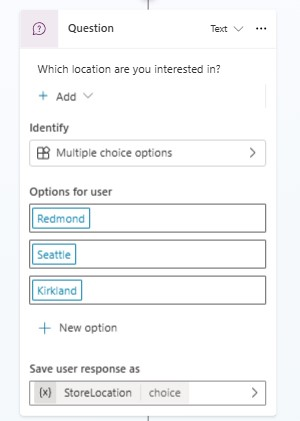 Question Text
Which location are you interested in?
+ Add
Identify
Multiple choice options
Options for user
Redmond
Seattle
Kirkland
+ New option
Save user response as
{x} StoreLocation choice